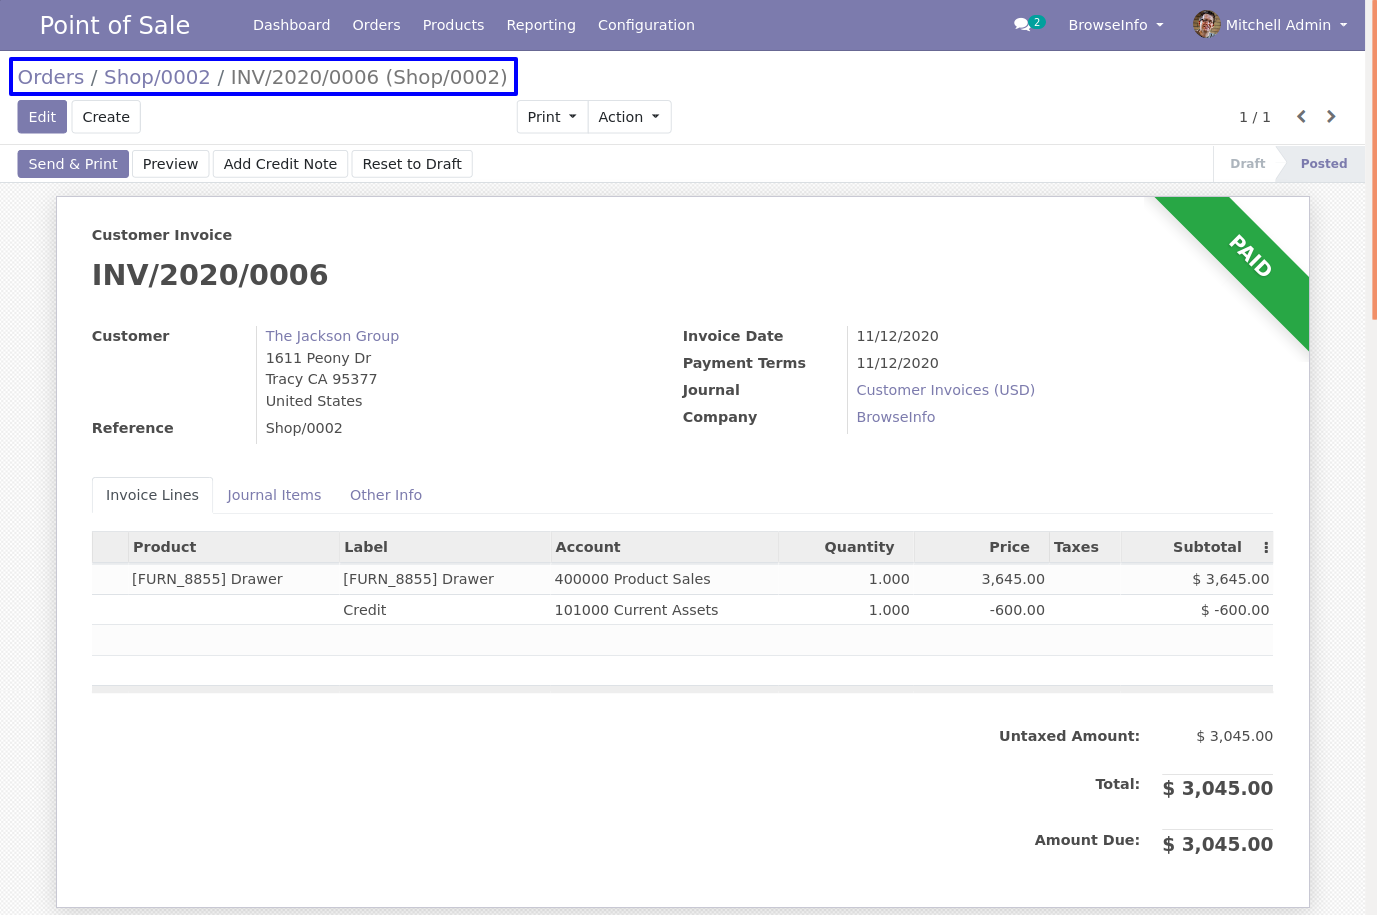 Point of Sale Dashboard Orders Products Reporting Configuration 2 BrowseInfo Mitchell Admin
Orders / Shop/0002 / INV/2020/0006 (Shop/0002)
Edit Create Print Action 1 / 1
Send & Print Preview Add Credit Note Reset to Draft Draft Posted
Customer Invoice
PAID
INV/2020/0006
Customer The Jackson Group Invoice Date 11/12/2020
1611 Peony Dr Payment Terms 11/12/2020
Tracy CA 95377 Journal Customer Invoices (USD)
United States Company BrowseInfo
Reference Shop/0002
Invoice Lines Journal Items Other Info
Product Label Account Quantity Price Taxes Subtotal
[FURN_8855] Drawer [FURN_8855] Drawer 400000 Product Sales 1.000 3,645.00 $ 3,645.00
Credit 101000 Current Assets 1.000 -600.00 $ -600.00
Untaxed Amount: $ 3,045.00
Total: $ 3,045.00
Amount Due: $ 3,045.00